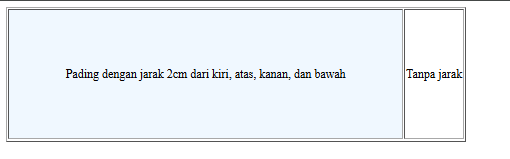 Pading dengan jarak 2cm dari kiri, atas, kanan, dan bawah
Tanpa jarak